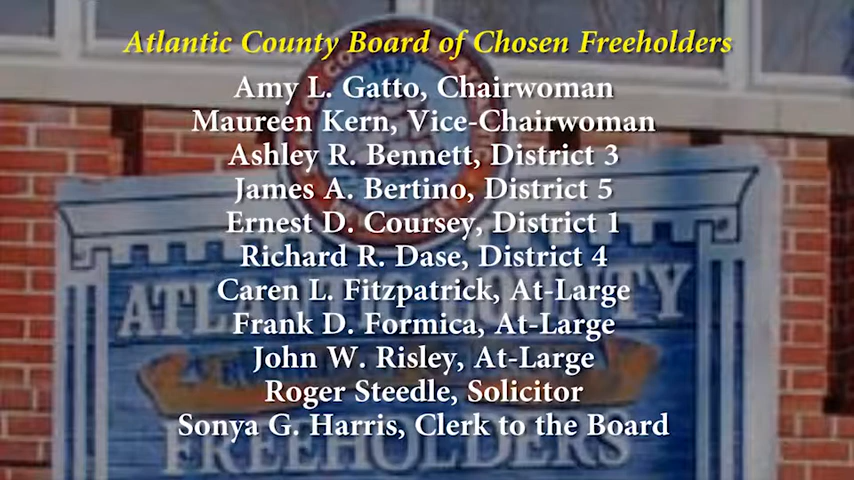 Atlantic County Board of Chosen Freeholders
Amy L. Gatto, Chairwoman
Maureen Kern, Vice-Chairwoman
Ashley R. Bennett, District 3
James A. Bertino, District 5
Ernest D. Coursey, District 1
Richard R. Dase, District 4
Caren L. Fitzpatrick, At-Large
Frank D. Formica, At-Large
John W. Risley, At-Large
Roger Steedle, Solicitor
Sonya G. Harris, Clerk to the Board
FREEHOLDERS